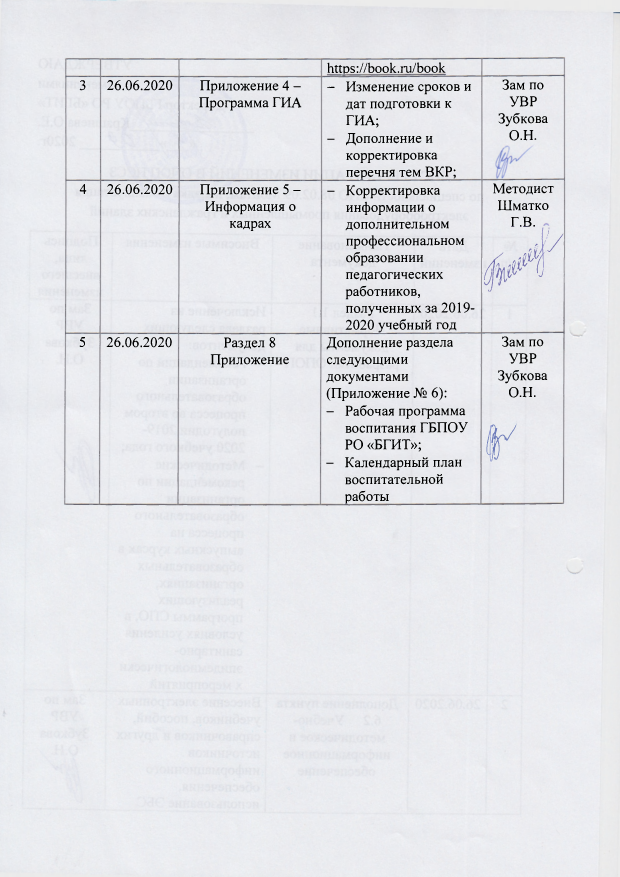 https://book.ru/book
3 26.06.2020 Приложение 4 – Программа ГИА
– Изменение сроков и
дат подготовки к
ГИА;
– Дополнение и
корректировка
перечня тем ВКР;
Зам по
УВР
Зубкова
О.Н.
4 26.06.2020 Приложение 5 –
Информация о
кадрах
– Корректировка
информации о
дополнительном
профессиональном
образовании
педагогических
работников,
полученных за 2019-
2020 учебный год
Методист
Шматко
Г.В.
5 26.06.2020 Раздел 8
Приложение
Дополнение раздела
следующими
документами
(Приложение № 6):
– Рабочая программа
воспитания ГБПОУ
РО «БГИТ»;
– Календарный план
воспитательной
работы
Зам по
УВР
Зубкова
О.Н.